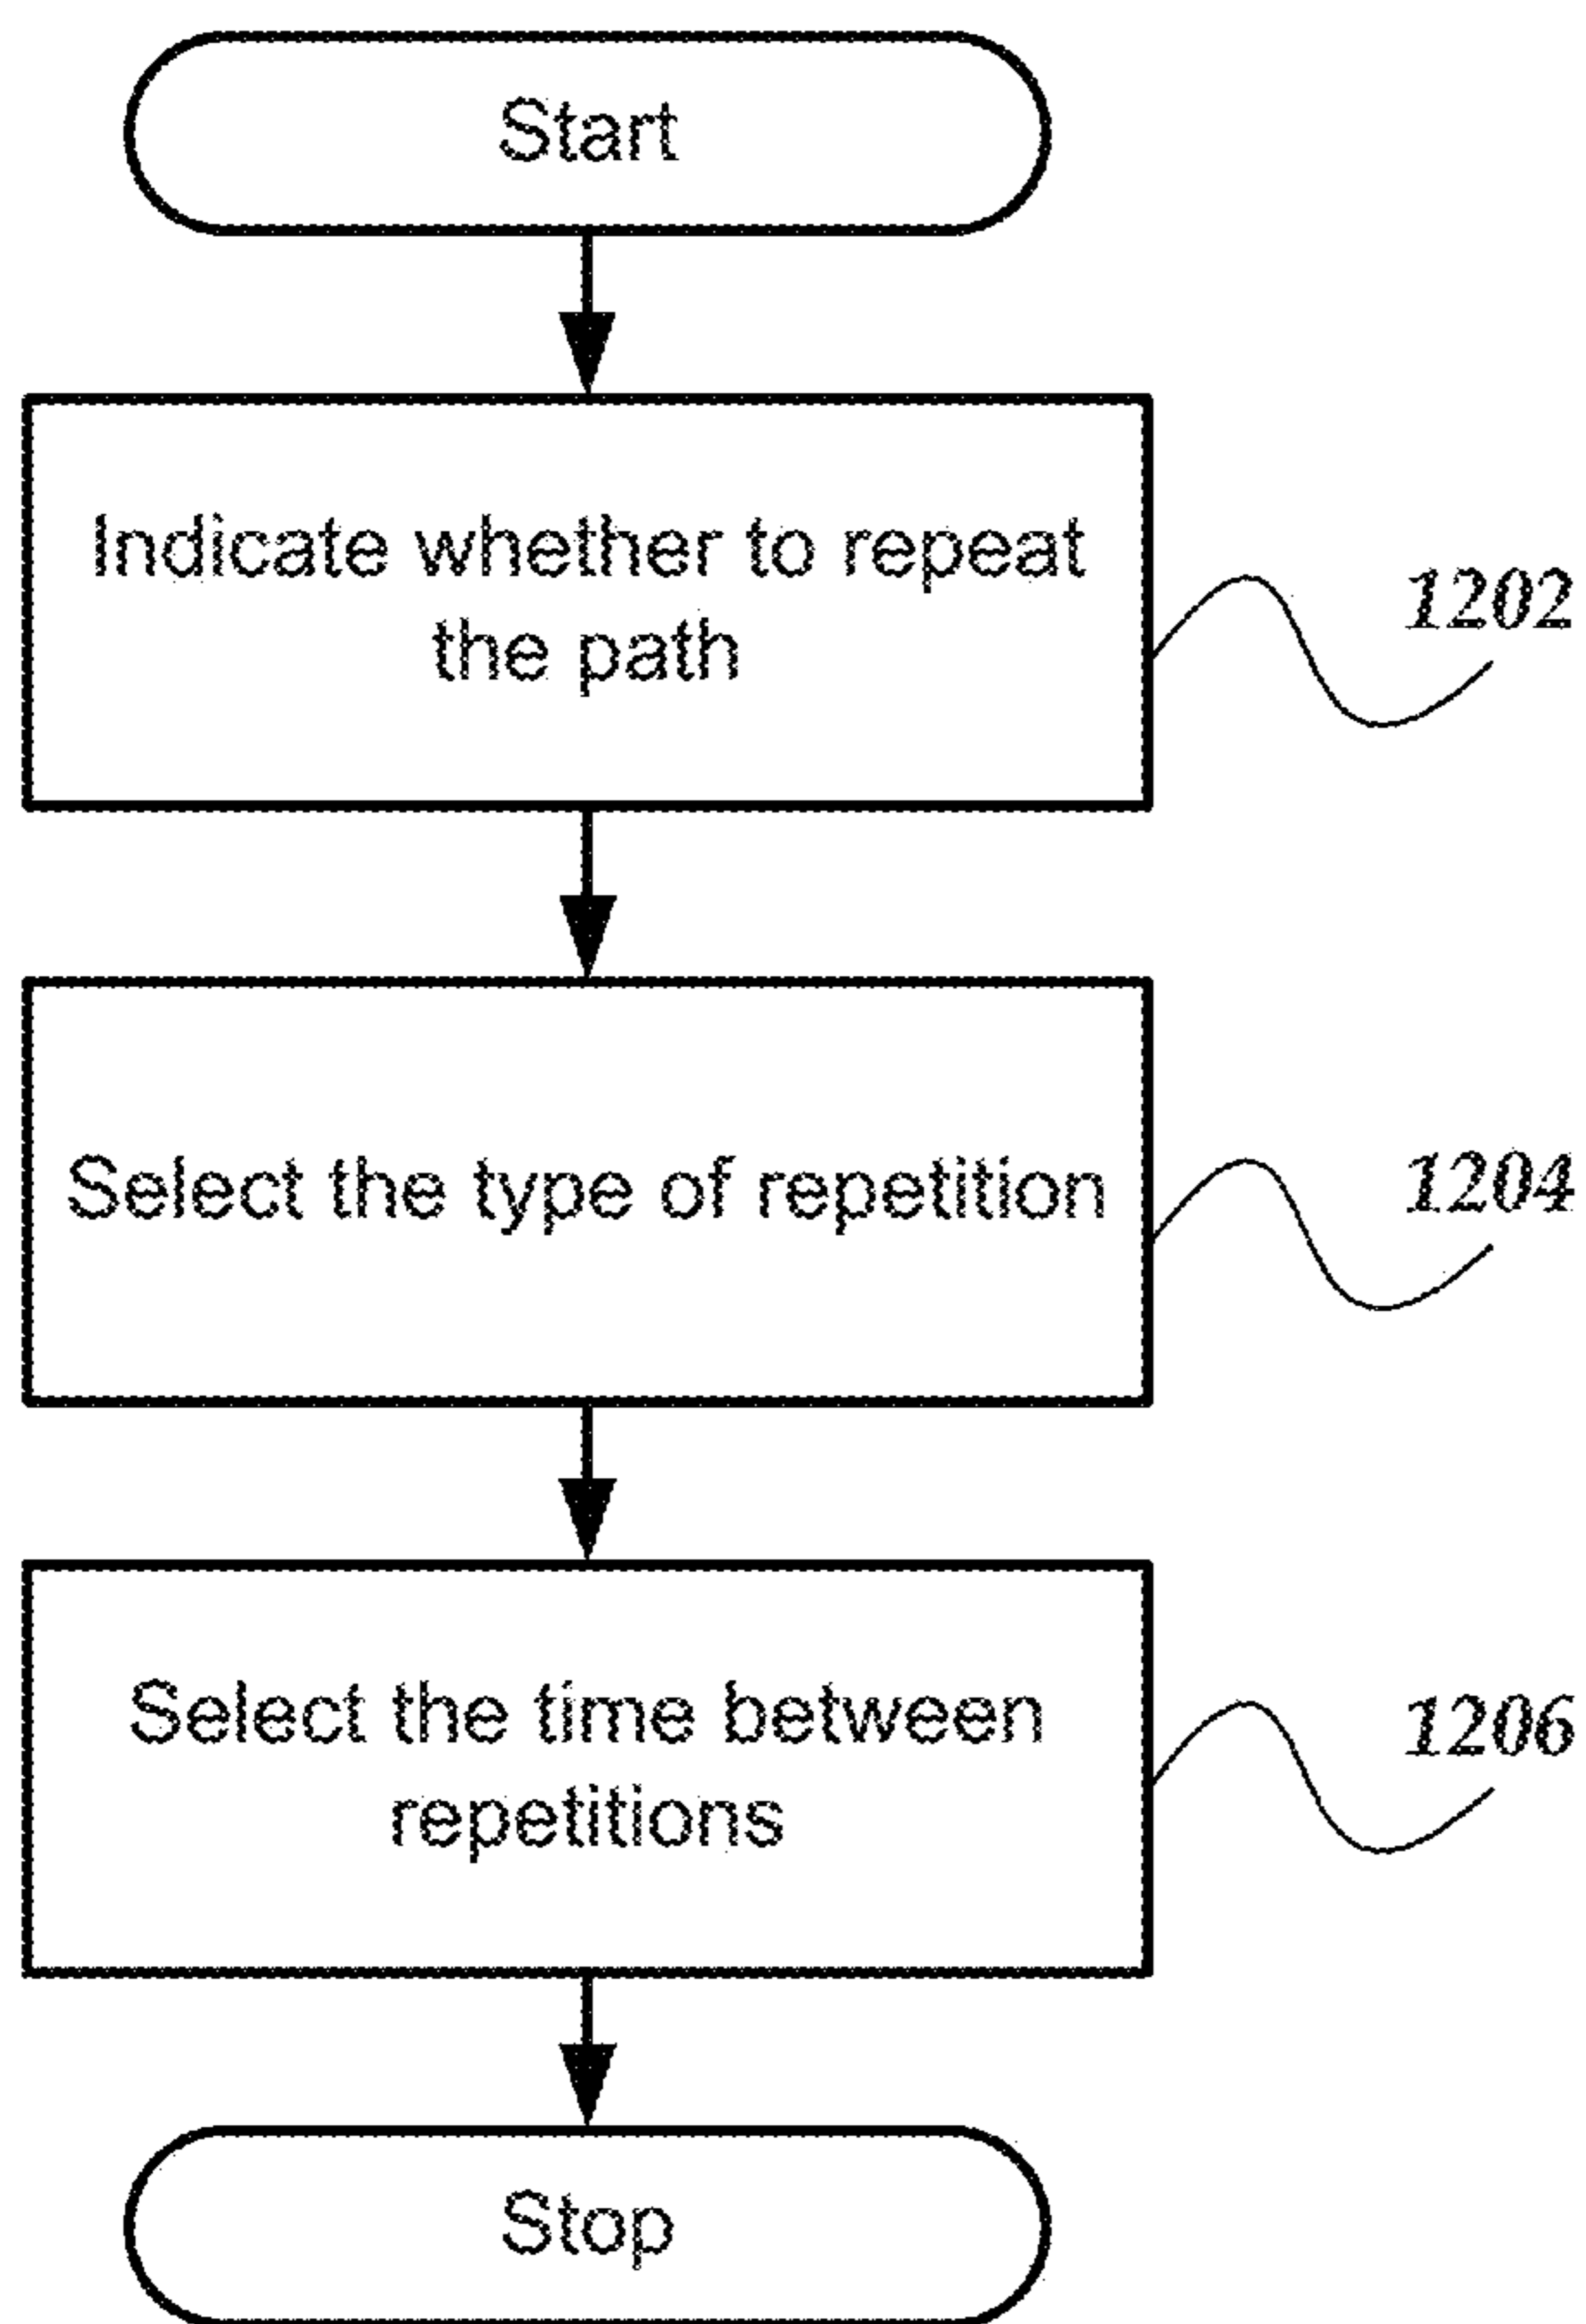 Start
Indicate whether to repeat
the path
1202
Select the type of repetition
1204
Select the time between
repetitions
1206
Stop